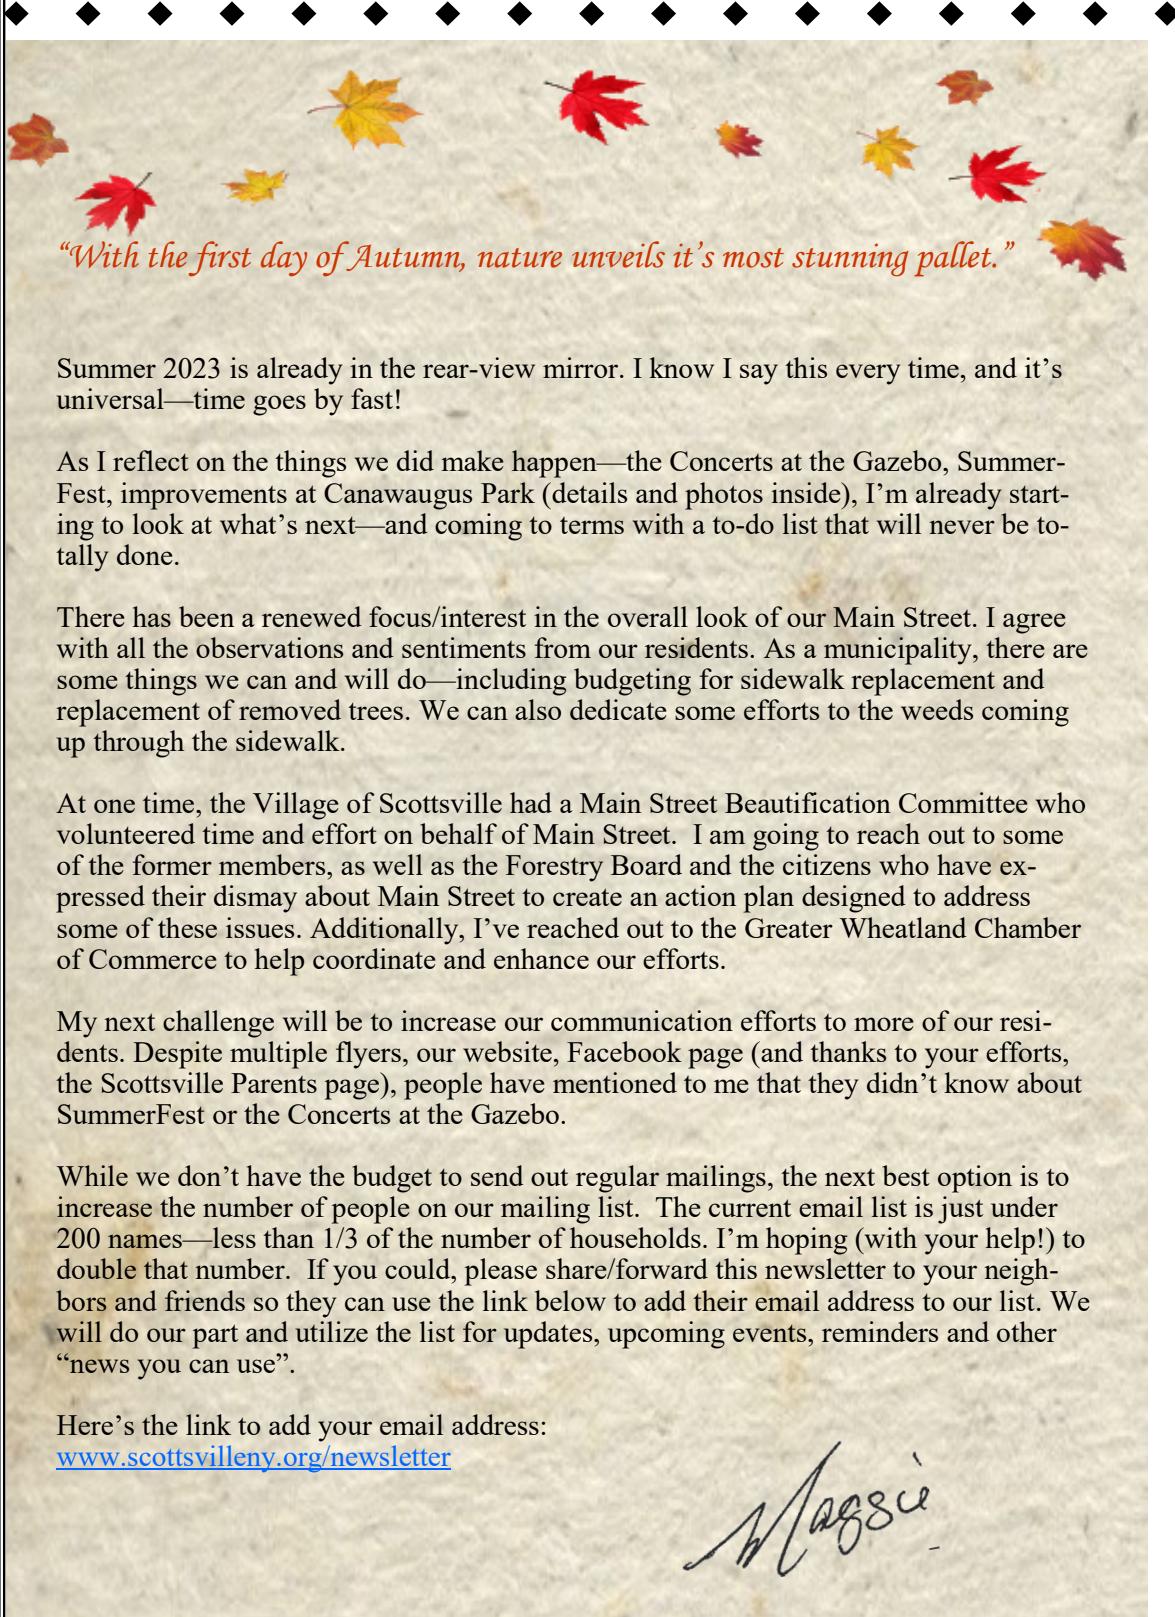 “With the first day of Autumn, nature unveils it’s most stunning pallet.”
Summer 2023 is already in the rear-view mirror. I know I say this every time, and it’s
universal—time goes by fast!
As I reflect on the things we did make happen—the Concerts at the Gazebo, Summer-
Fest, improvements at Canawaugus Park (details and photos inside), I’m already start-
ing to look at what’s next—and coming to terms with a to-do list that will never be to-
tally done.
There has been a renewed focus/interest in the overall look of our Main Street. I agree
with all the observations and sentiments from our residents. As a municipality, there are
some things we can and will do—including budgeting for sidewalk replacement and
replacement of removed trees. We can also dedicate some efforts to the weeds coming
up through the sidewalk.
At one time, the Village of Scottsville had a Main Street Beautification Committee who
volunteered time and effort on behalf of Main Street.  I am going to reach out to some
of the former members, as well as the Forestry Board and the citizens who have ex-
pressed their dismay about Main Street to create an action plan designed to address
some of these issues. Additionally, I’ve reached out to the Greater Wheatland Chamber
of Commerce to help coordinate and enhance our efforts.
My next challenge will be to increase our communication efforts to more of our resi-
dents. Despite multiple flyers, our website, Facebook page (and thanks to your efforts,
the Scottsville Parents page), people have mentioned to me that they didn’t know about
SummerFest or the Concerts at the Gazebo.
While we don’t have the budget to send out regular mailings, the next best option is to
increase the number of people on our mailing list.  The current email list is just under
200 names—less than 1/3 of the number of households. I’m hoping (with your help!) to
double that number.  If you could, please share/forward this newsletter to your neigh-
bors and friends so they can use the link below to add their email address to our list. We
will do our part and utilize the list for updates, upcoming events, reminders and other
“news you can use”.
Here’s the link to add your email address:
www.scottsvilleny.org/newsletter
Maggie